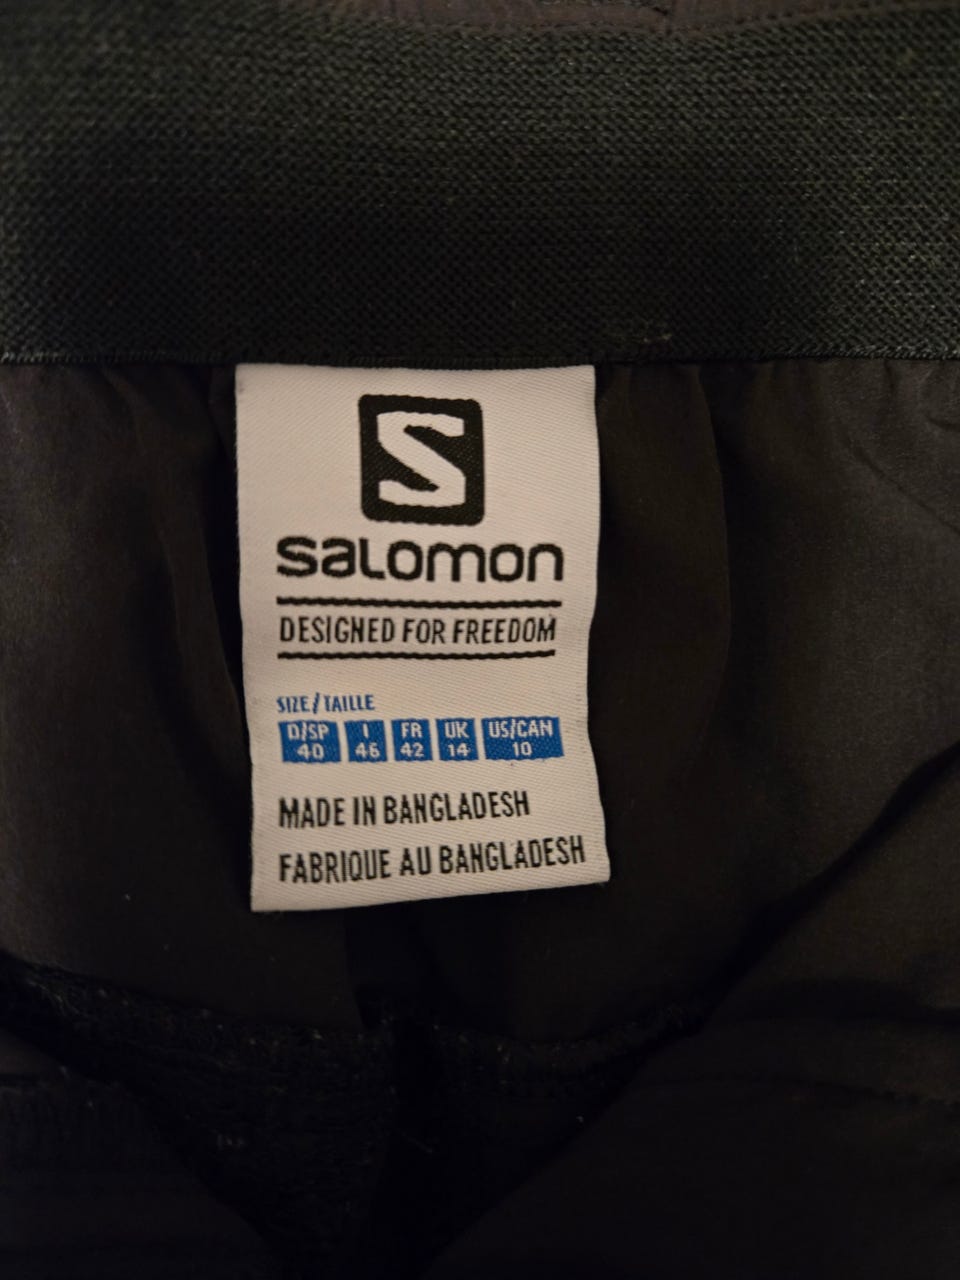 S
SALOMON
DESIGNED FOR FREEDOM
SIZE/TAILLE
D/SP I FR UK US/CAN
40 46 42 14 10
MADE IN BANGLADESH
FABRIQUE AU BANGLADESH